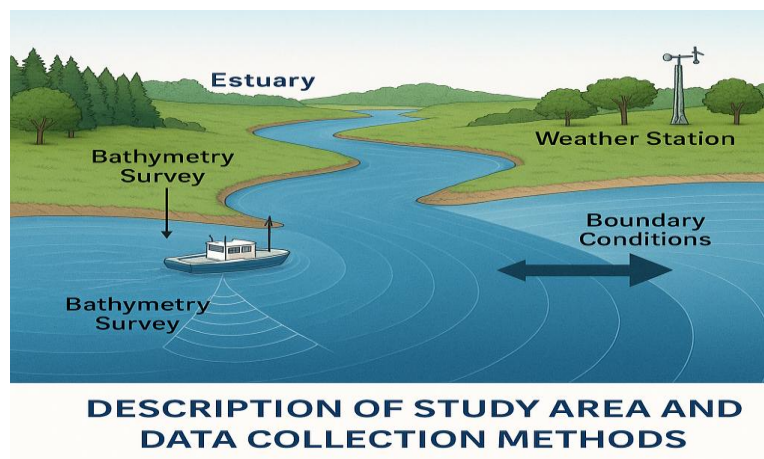 Estuary
Weather Station
Bathymetry
Survey
Boundary
Conditions
Bathymetry
Survey
DESCRIPTION OF STUDY AREA AND
DATA COLLECTION METHODS